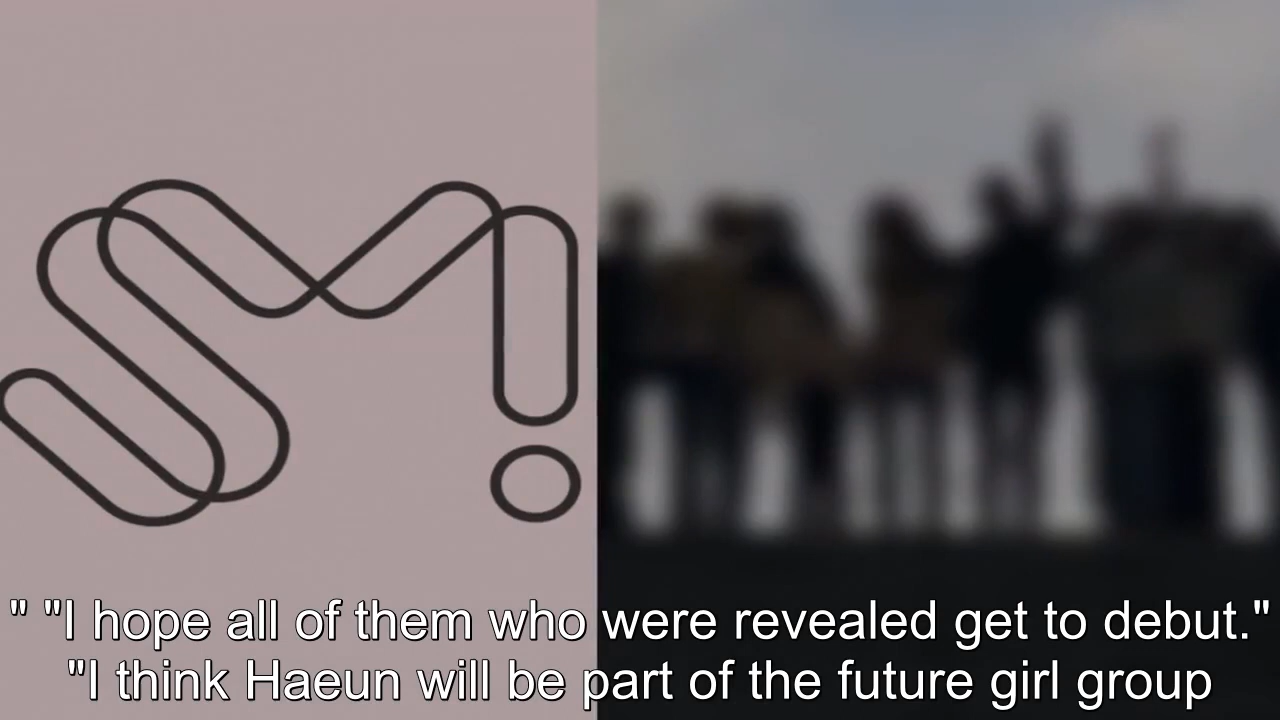 SM
" "I hope all of them who were revealed get to debut."
"I think Haeun will be part of the future girl group